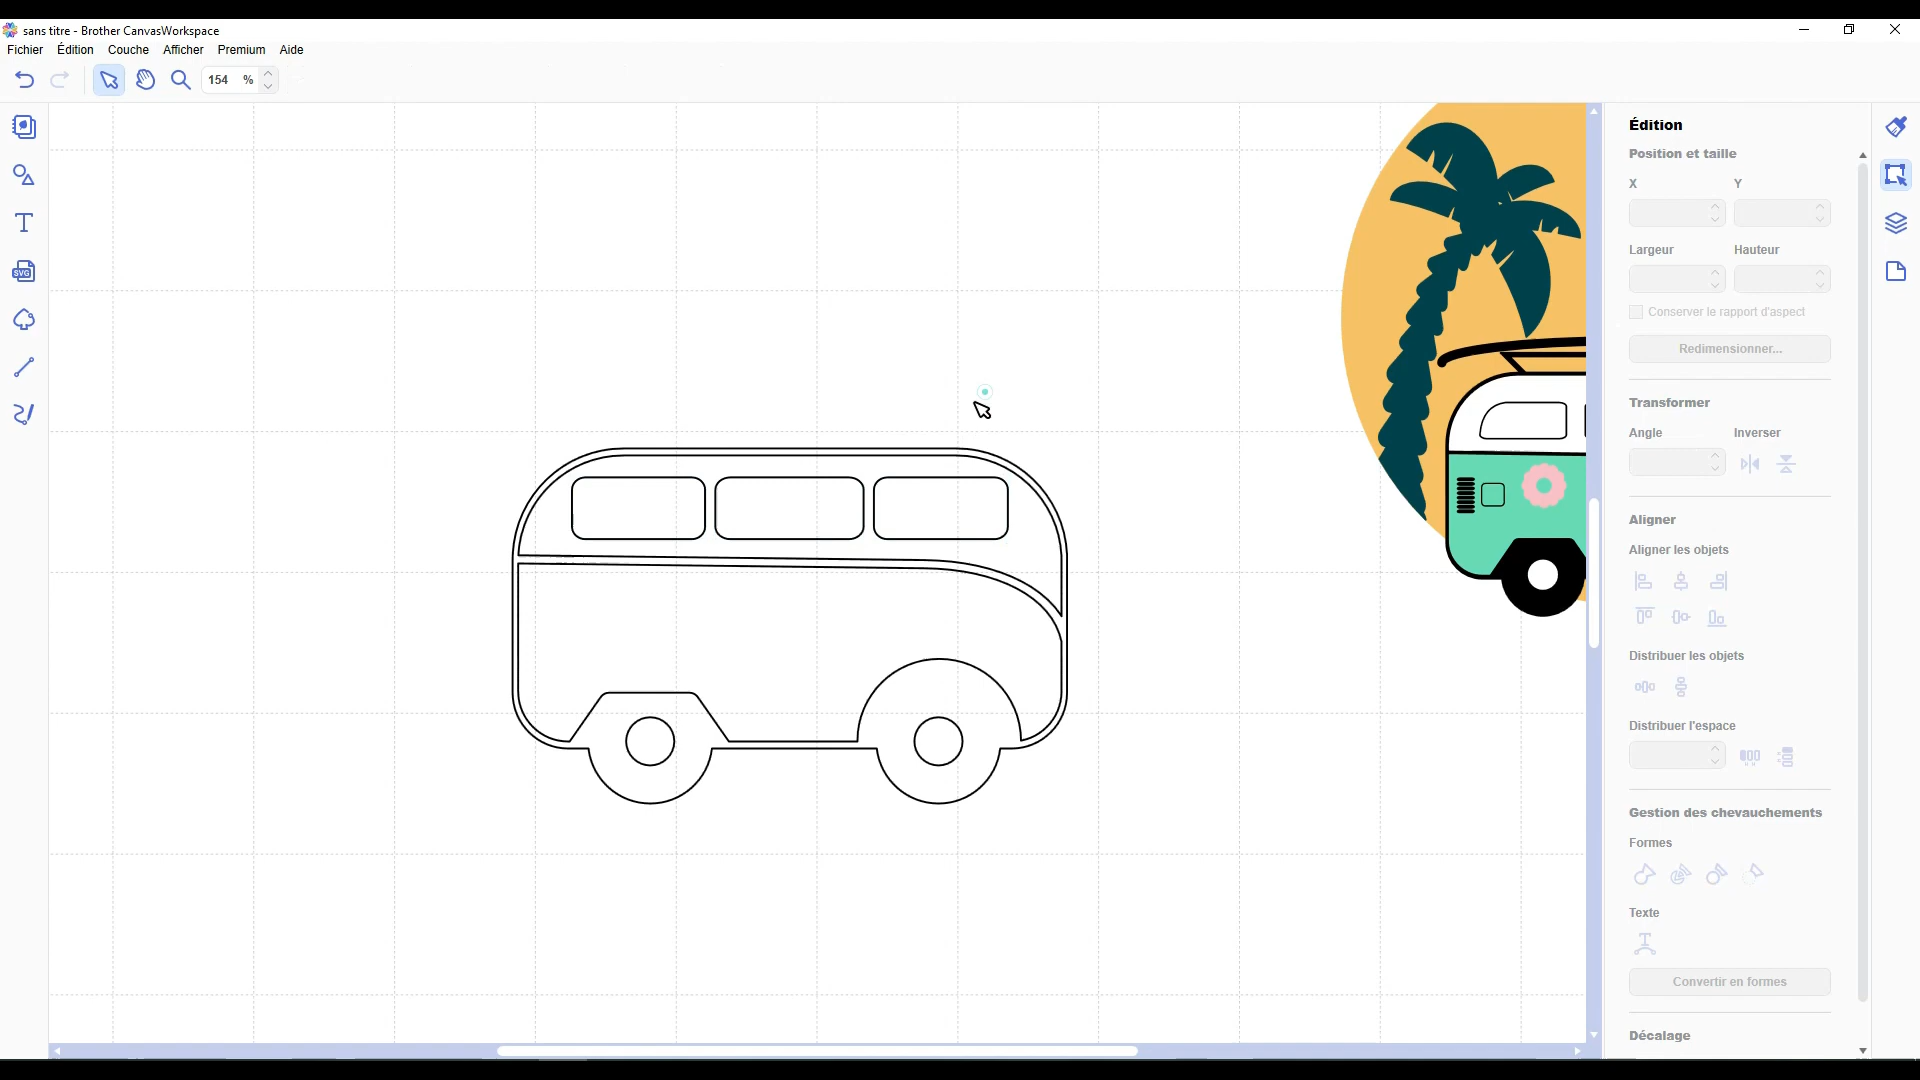 sans titre - Brother CanvasWorkspace
Fichier Édition Couche Afficher Premium Aide
154 %
Édition
Position et taille
X Y
Largeur Hauteur
Conserver le rapport d'aspect
Redimensionner...
Transformer
Angle Inverser
Aligner
Aligner les objets
Distribuer les objets
Distribuer l'espace
Gestion des chevauchements
Formes
Texte
Convertir en formes
Décalage
SVG